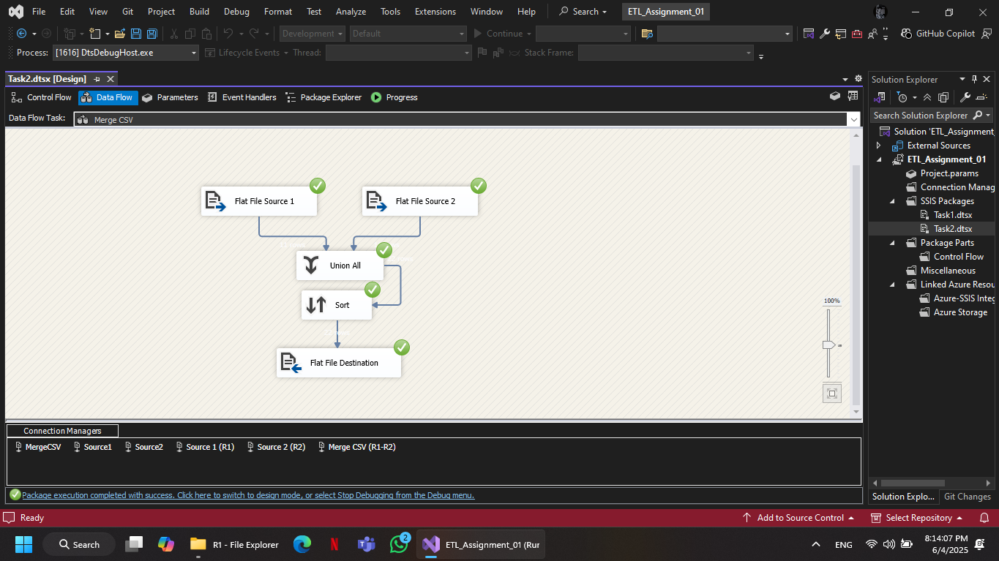 File Edit View Git Project Build Debug Format Test Analyze Tools Extensions Window Help Search ETL_Assignment_01
Development Default Continue GitHub Copilot
Process: [1616] DtsDebugHost.exe Lifecycle Events Thread: Stack Frame:
Task2.dtsx [Design]
Control Flow Data Flow Parameters Event Handlers Package Explorer Progress
Data Flow Task: Merge CSV
Flat File Source 1 Flat File Source 2
Union All
Sort
Flat File Destination
100%
Connection Managers
MergeCSV Source1 Source2 Source 1 (R1) Source 2 (R2) Merge CSV (R1-R2)
Package execution completed with success. Click here to switch to design mode, or select Stop Debugging from the Debug menu.
Solution Explorer
Search Solution Explorer
Solution 'ETL_Assignment_
External Sources
ETL_Assignment_01
Project.params
Connection Manag
SSIS Packages
Task1.dtsx
Task2.dtsx
Package Parts
Control Flow
Miscellaneous
Linked Azure Resou
Azure-SSIS Integ
Azure Storage
Solution Explo... Git Changes
Ready Add to Source Control Select Repository
Search R1 - File Explorer 2 ETL_Assignment_01 (Rur ENG 8:14:07 PM
6/4/2025